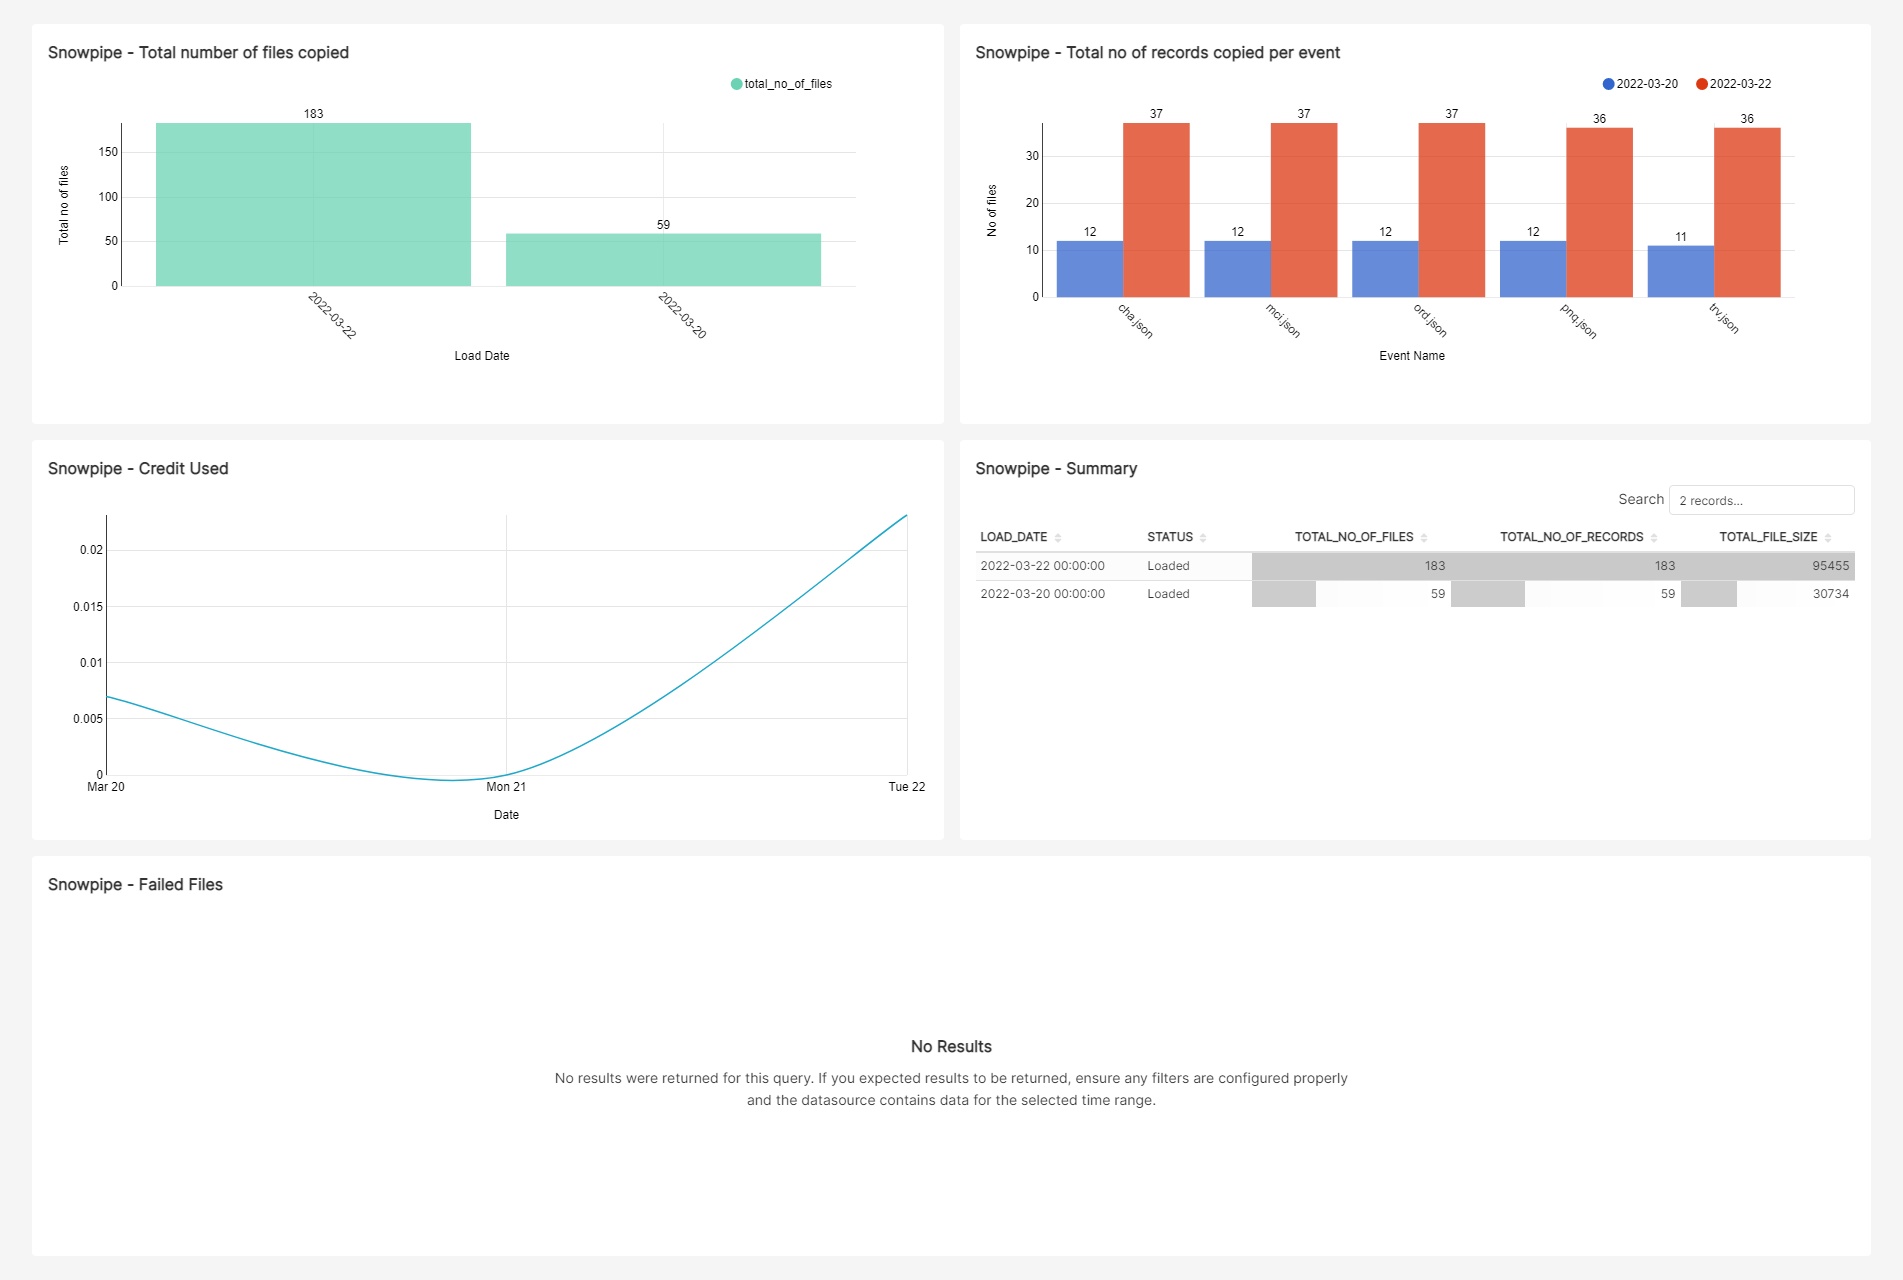 Snowpipe - Total number of files copied
total_no_of_files
183
59
150
100
50
0
Total no of files
2022-03-22
2022-03-20
Load Date
Snowpipe - Total no of records copied per event
2022-03-20
2022-03-22
37
37
37
36
36
12
12
12
12
11
30
20
10
0
No of files
cha.json
mci.json
ord.json
pnq.json
trv.json
Event Name
Snowpipe - Credit Used
0.02
0.015
0.01
0.005
0
Mar 20
Mon 21
Tue 22
Date
Snowpipe - Summary
Search 2 records...
LOAD_DATE STATUS TOTAL_NO_OF_FILES TOTAL_NO_OF_RECORDS TOTAL_FILE_SIZE
2022-03-22 00:00:00 Loaded 183 183 95455
2022-03-20 00:00:00 Loaded 59 59 30734
Snowpipe - Failed Files
No Results
No results were returned for this query. If you expected results to be returned, ensure any filters are configured properly
and the datasource contains data for the selected time range.